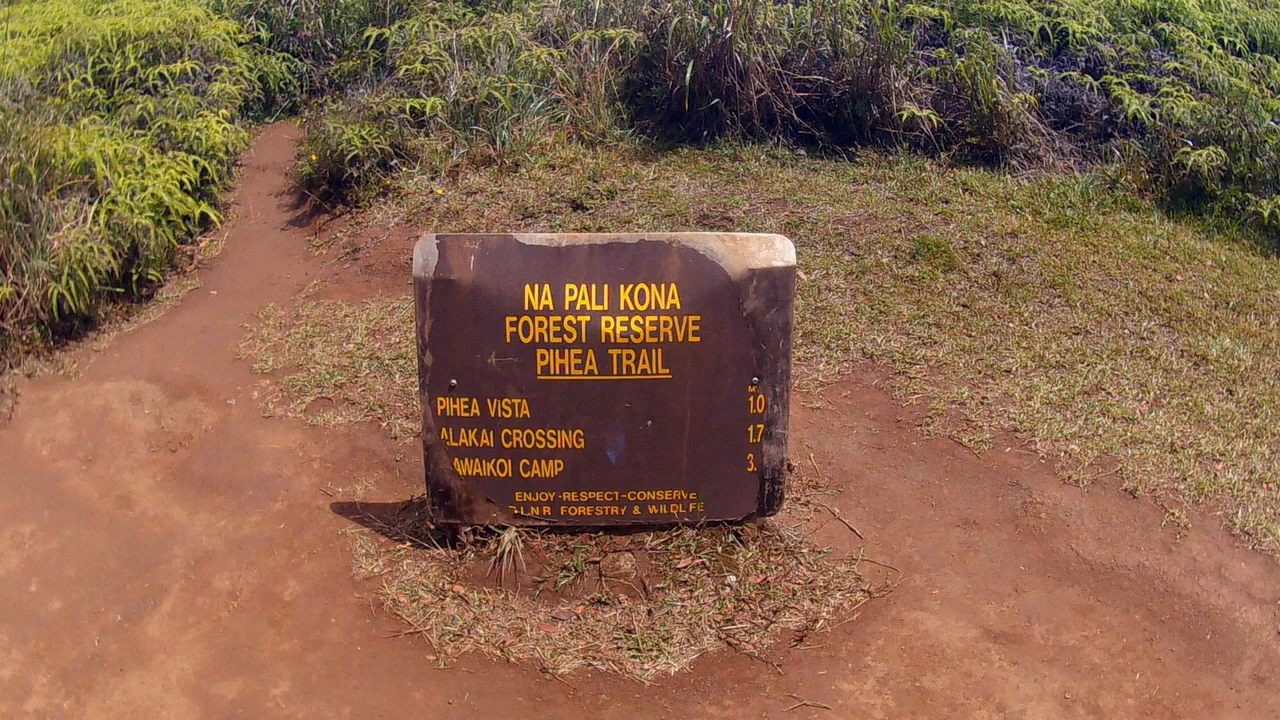 NA PALI KONA
FOREST RESERVE
PIHEA TRAIL
MI.
PIHEA VISTA 1.0
ALAKAI CROSSING 1.7
AWAIKOI CAMP 3.
ENJOY-RESPECT-CONSERVE
D.L.N.R FORESTRY & WILDLIFE